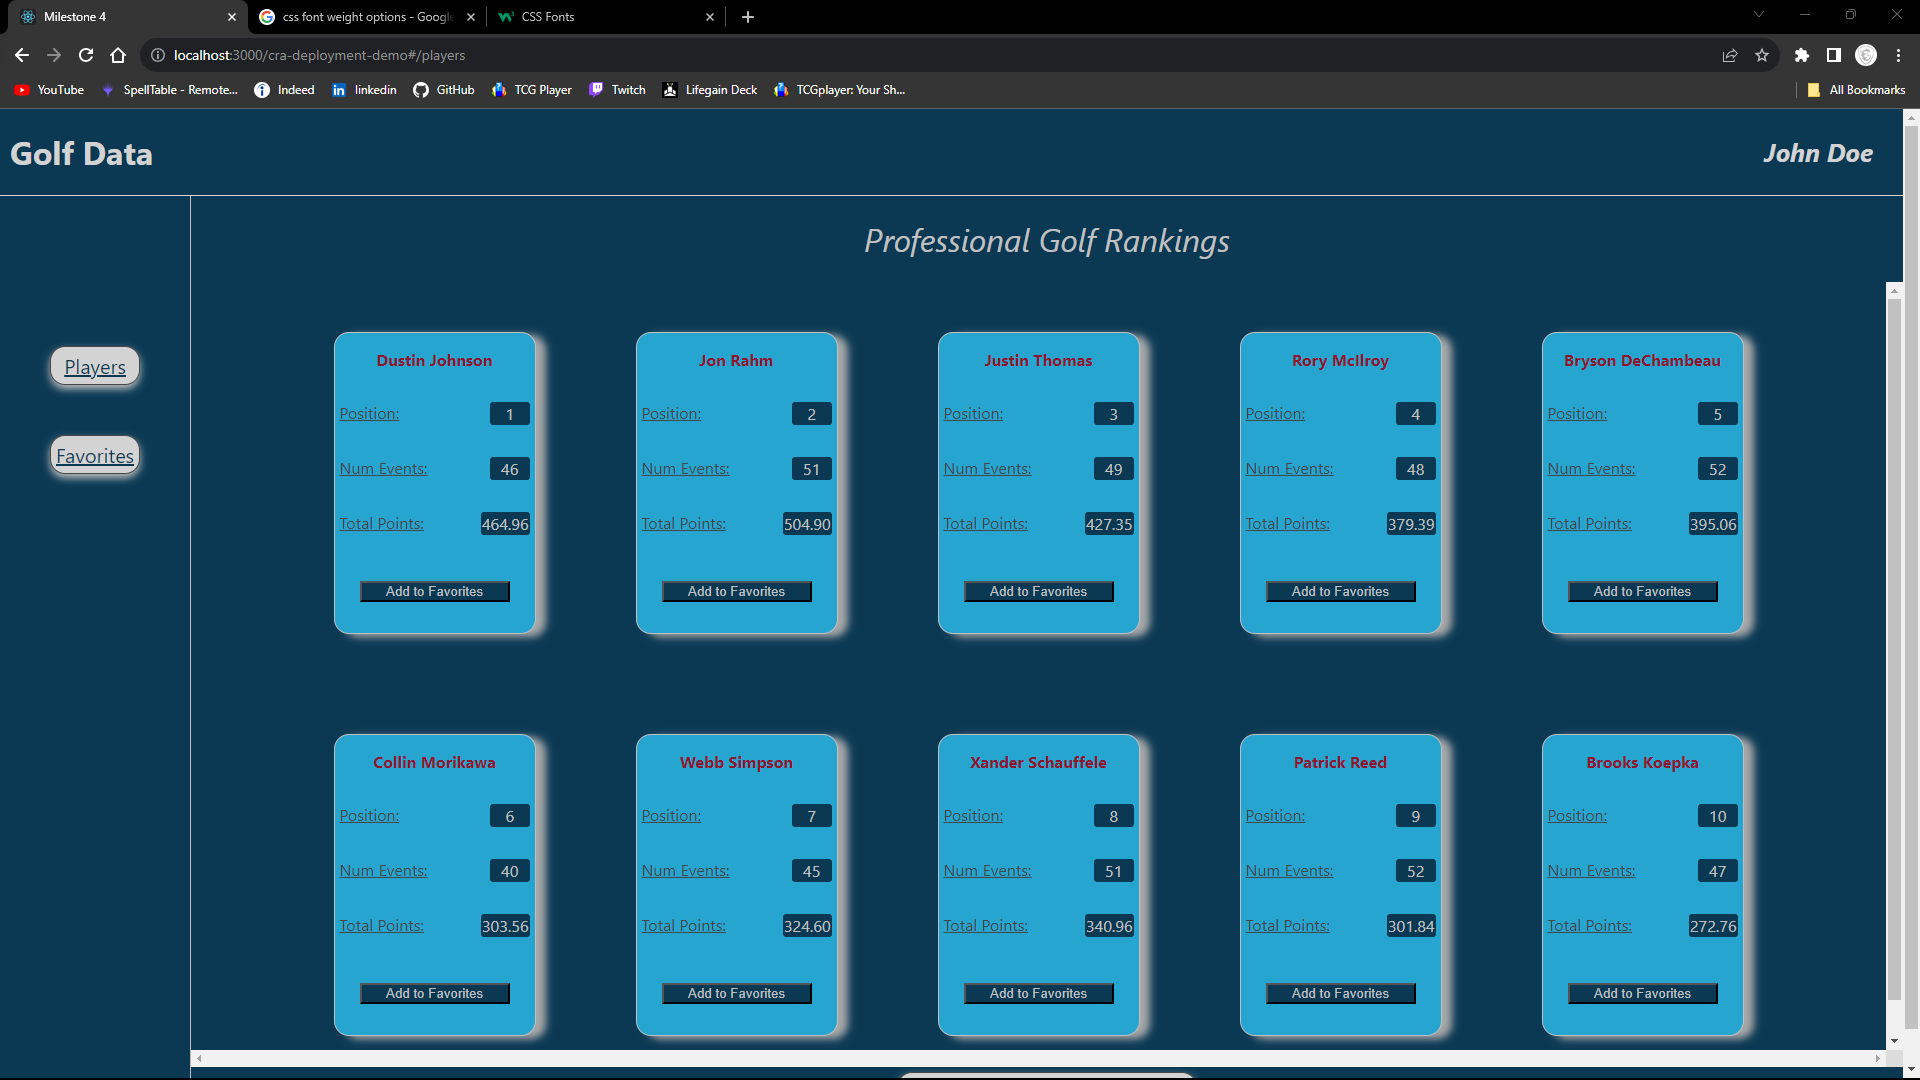 Milestone 4
css font weight options - Google
CSS Fonts
localhost:3000/cra-deployment-demo#/players
YouTube
SpellTable - Remote...
Indeed
linkedin
GitHub
TCG Player
Twitch
Lifegain Deck
TCGplayer: Your Sh...
All Bookmarks
Golf Data
John Doe
Professional Golf Rankings
Players
Favorites
Dustin Johnson
Position: 1
Num Events: 46
Total Points: 464.96
Add to Favorites
Jon Rahm
Position: 2
Num Events: 51
Total Points: 504.90
Add to Favorites
Justin Thomas
Position: 3
Num Events: 49
Total Points: 427.35
Add to Favorites
Rory McIlroy
Position: 4
Num Events: 48
Total Points: 379.39
Add to Favorites
Bryson DeChambeau
Position: 5
Num Events: 52
Total Points: 395.06
Add to Favorites
Collin Morikawa
Position: 6
Num Events: 40
Total Points: 303.56
Add to Favorites
Webb Simpson
Position: 7
Num Events: 45
Total Points: 324.60
Add to Favorites
Xander Schauffele
Position: 8
Num Events: 51
Total Points: 340.96
Add to Favorites
Patrick Reed
Position: 9
Num Events: 52
Total Points: 301.84
Add to Favorites
Brooks Koepka
Position: 10
Num Events: 47
Total Points: 272.76
Add to Favorites